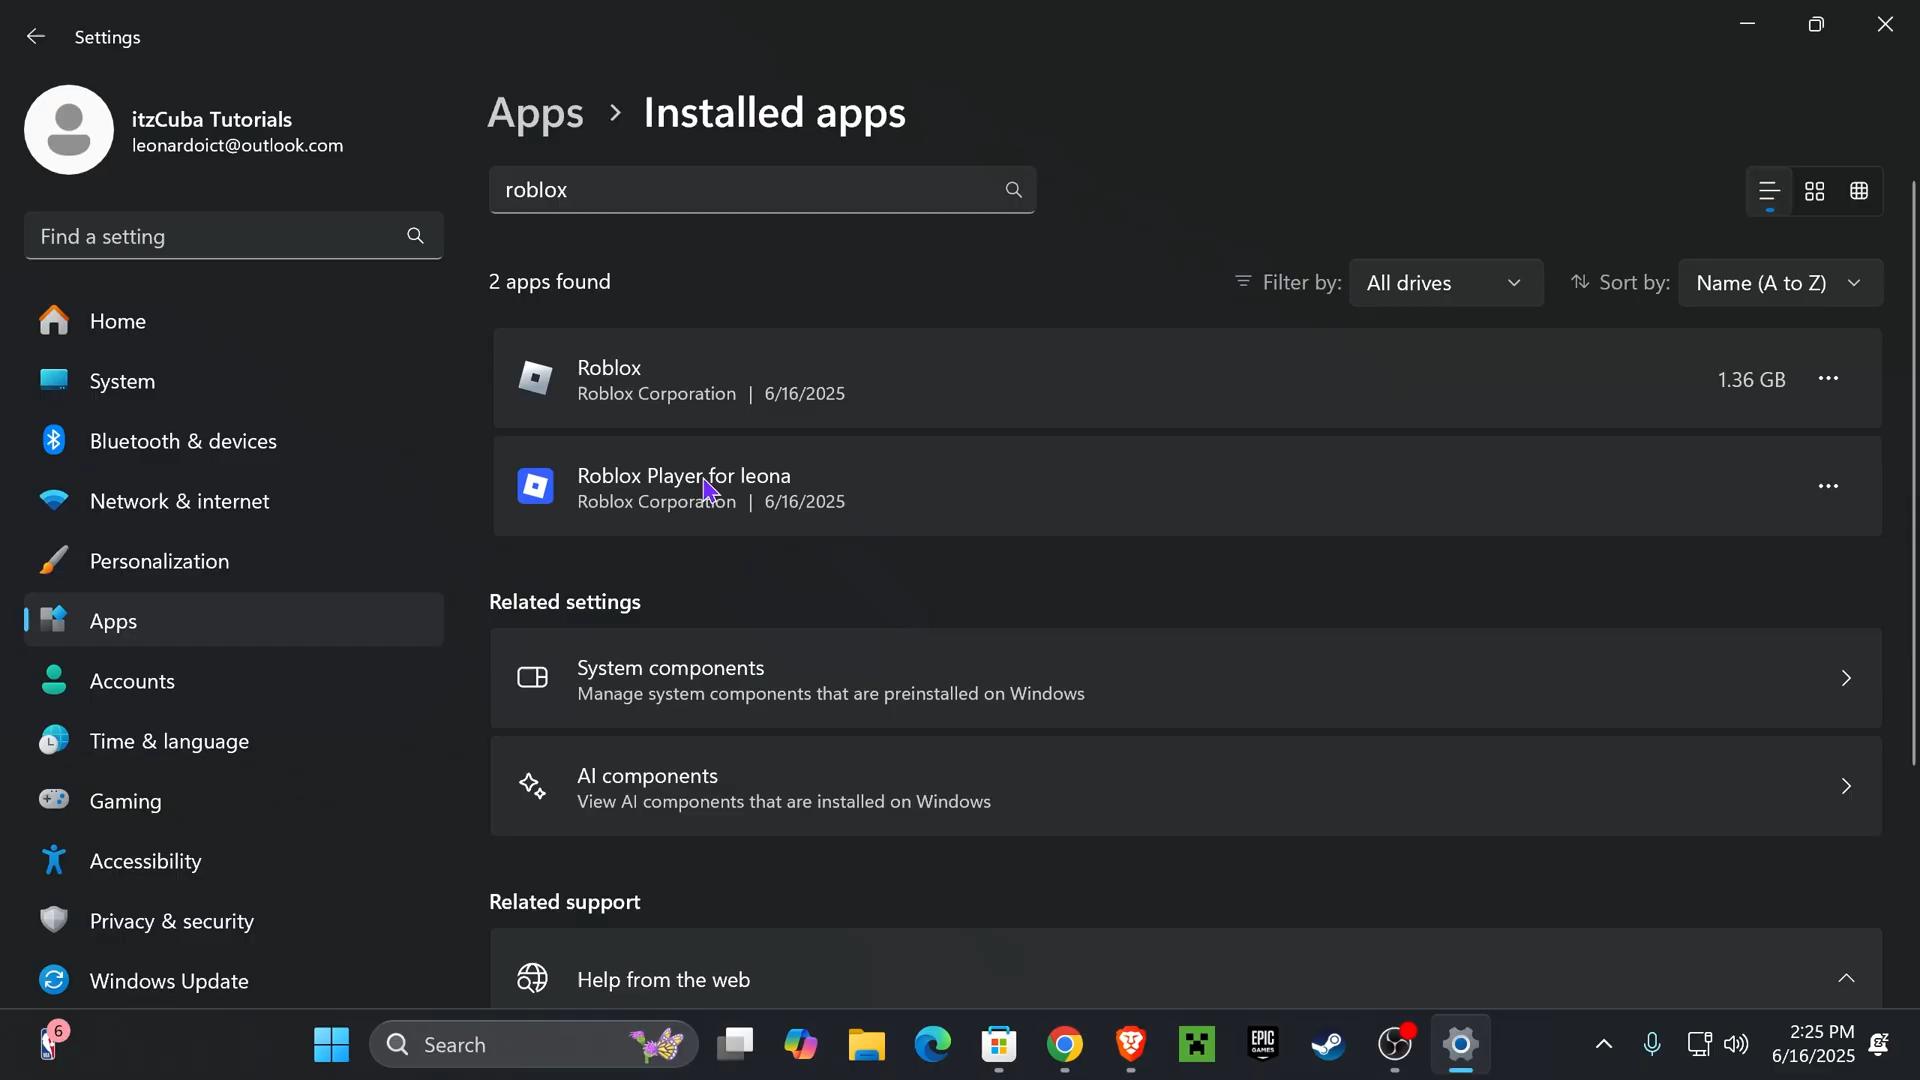 Settings
itzCuba Tutorials
leonardoict@outlook.com
Find a setting
Home
System
Bluetooth & devices
Network & internet
Personalization
Apps
Accounts
Time & language
Gaming
Accessibility
Privacy & security
Windows Update
Apps > Installed apps
roblox
2 apps found
Filter by: All drives
Sort by: Name (A to Z)
Roblox
Roblox Corporation | 6/16/2025
1.36 GB
Roblox Player for leona
Roblox Corporation | 6/16/2025
Related settings
System components
Manage system components that are preinstalled on Windows
AI components
View AI components that are installed on Windows
Related support
Help from the web
6
Search
EPIC
GAMES
2:25 PM
6/16/2025